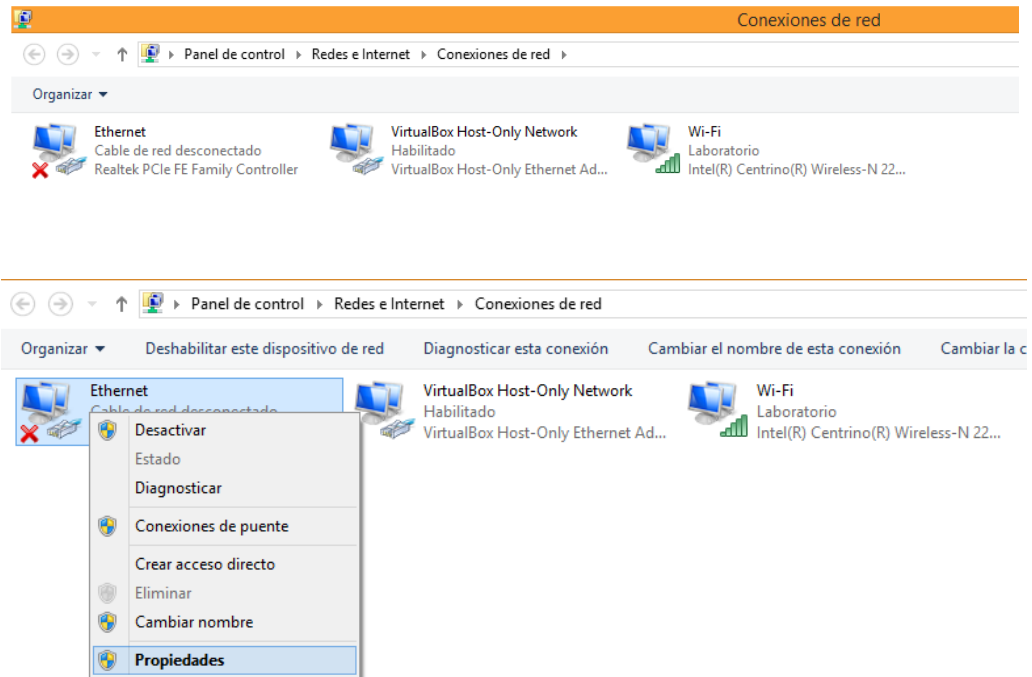 Conexiones de red
Panel de control Redes e Internet Conexiones de red
Organizar
Ethernet
Cable de red desconectado
Realtek PCIe FE Family Controller
VirtualBox Host-Only Network
Habilitado
VirtualBox Host-Only Ethernet Ad...
Wi-Fi
Laboratorio
Intel(R) Centrino(R) Wireless-N 22...
Panel de control Redes e Internet Conexiones de red
Organizar Deshabilitar este dispositivo de red Diagnosticar esta conexión Cambiar el nombre de esta conexión Cambiar la c
Ethernet
Cable de red desconectado
VirtualBox Host-Only Network
Habilitado
VirtualBox Host-Only Ethernet Ad...
Wi-Fi
Laboratorio
Intel(R) Centrino(R) Wireless-N 22...
Desactivar
Estado
Diagnosticar
Conexiones de puente
Crear acceso directo
Eliminar
Cambiar nombre
Propiedades